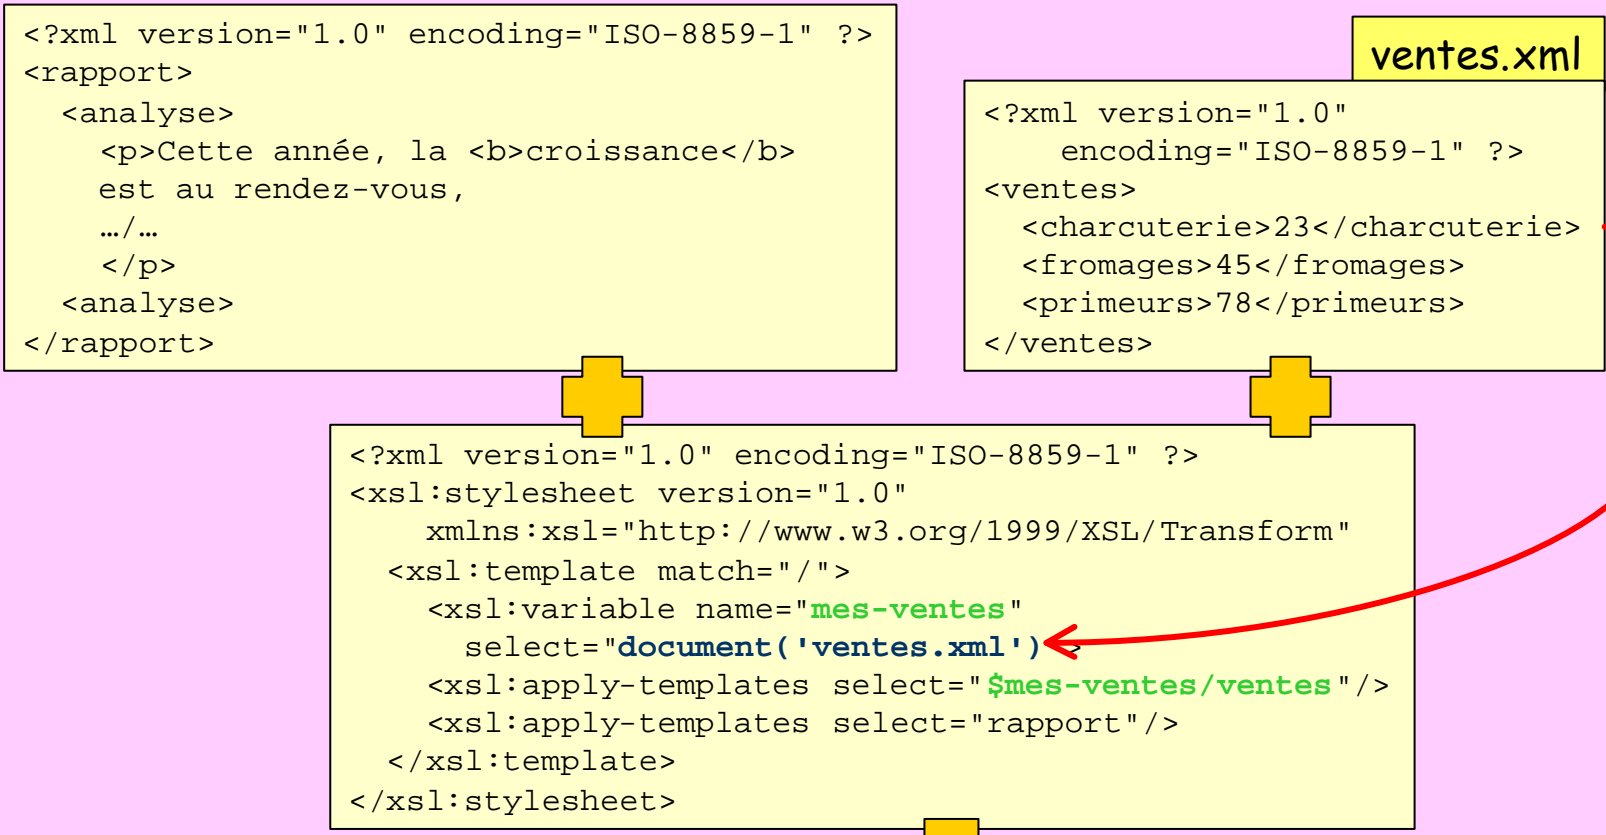 <?xml version="1.0" encoding="ISO-8859-1" ?>
<rapport>
  <analyse>
    <p>Cette année, la <b>croissance</b>
    est au rendez-vous,
    …/…
    </p>
  <analyse>
</rapport>
ventes.xml
<?xml version="1.0"
    encoding="ISO-8859-1" ?>
<ventes>
  <charcuterie>23</charcuterie>
  <fromages>45</fromages>
  <primeurs>78</primeurs>
</ventes>
<?xml version="1.0" encoding="ISO-8859-1" ?>
<xsl:stylesheet version="1.0"
    xmlns:xsl="http://www.w3.org/1999/XSL/Transform"
  <xsl:template match="/">
    <xsl:variable name="mes-ventes"
      select="document('ventes.xml')>
    <xsl:apply-templates select="$mes-ventes/ventes"/>
    <xsl:apply-templates select="rapport"/>
  </xsl:template>
</xsl:stylesheet>